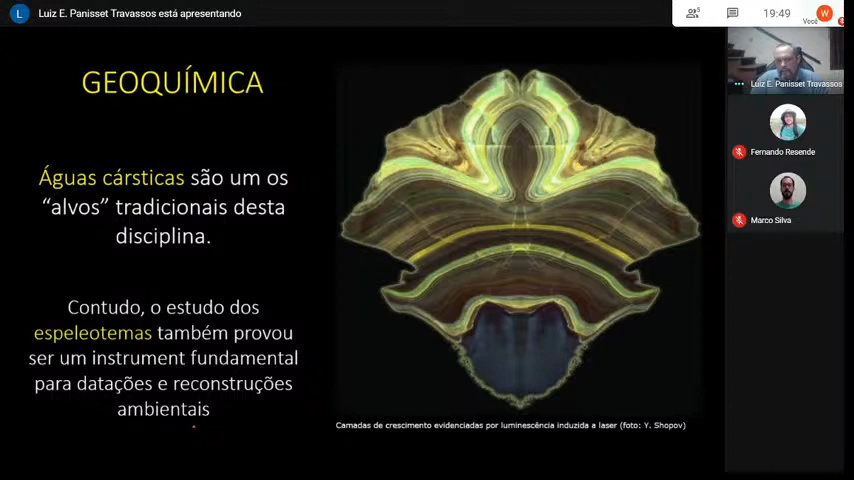 L Luiz E. Panisset Travassos está apresentando
5
19:49
W
Você
GEOQUÍMICA
Águas cársticas são um os
“alvos” tradicionais desta
disciplina.
Contudo, o estudo dos
espeleotemas também provou
ser um instrument fundamental
para datações e reconstruções
ambientais
Camadas de crescimento evidenciadas por luminescência induzida a laser (foto: Y. Shopov)
Luiz E. Panisset Travassos
Fernando Resende
Marco Silva